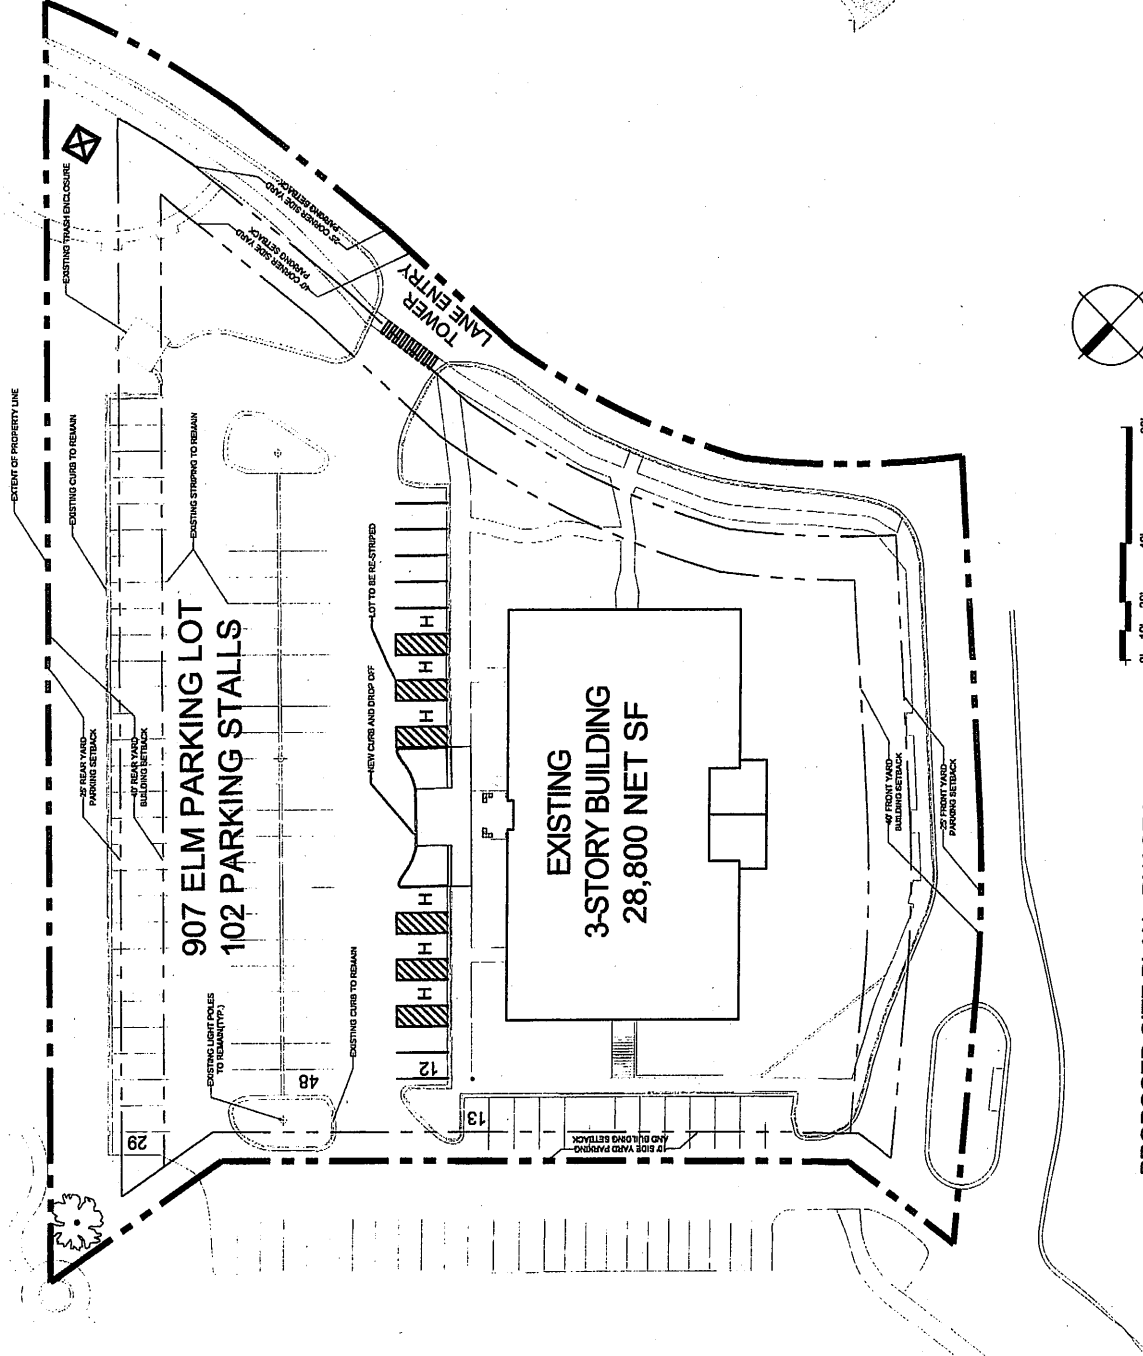 EXTENT OF PROPERTY LINE
EXISTING CURB TO REMAIN
EXISTING TRASH ENCLOSURE
EXISTING STRIPING TO REMAIN
25' CORNER SIDE YARD
PARKING SETBACK
40' CORNER SIDE YARD
PARKING SETBACK
TOWER
LANE ENTRY
LOT TO BE RE-STRIPED
NEW CURB AND DROP OFF
25' REAR YARD
PARKING SETBACK
40' REAR YARD
BUILDING SETBACK
907 ELM PARKING LOT
102 PARKING STALLS
H
H
H
H
H
H
EXISTING
3-STORY BUILDING
28,800 NET SF
40' FRONT YARD
BUILDING SETBACK
25' FRONT YARD
PARKING SETBACK
EXISTING LIGHT POLES
TO REMAIN(TYP.)
EXISTING CURB TO REMAIN
29
48
12
13
10' SIDE YARD PARKING
AND BUILDING SETBACK